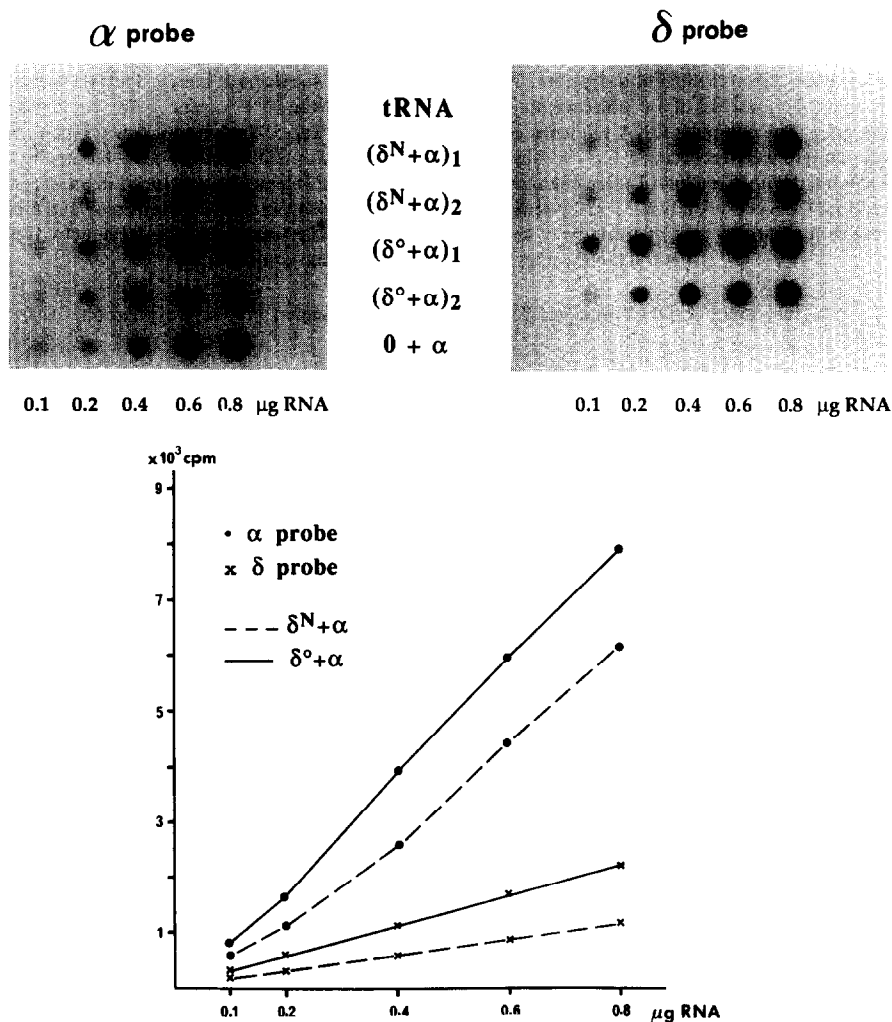 α probe
δ probe
tRNA
(δᴺ+α)₁
(δᴺ+α)₂
(δ°+α)₁
(δ°+α)₂
0 + α
0.1 0.2 0.4 0.6 0.8 µg RNA
0.1 0.2 0.4 0.6 0.8 µg RNA
x10³ cpm
9
7
5
3
1
• α probe
x δ probe
--- δᴺ+α
— δ°+α
0.1 0.2 0.4 0.6 0.8 µg RNA